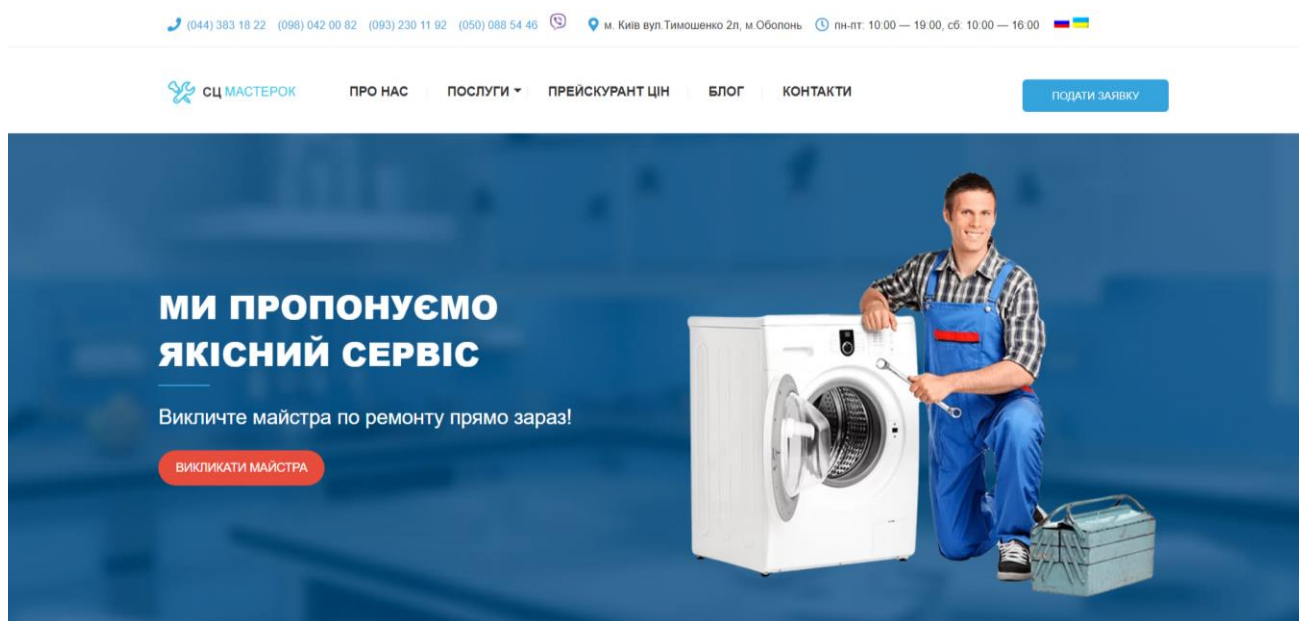 (044) 383 18 22 (098) 042 00 82 (093) 230 11 92 (050) 088 54 46 м. Київ вул.Тимошенко 2л, м.Оболонь пн-пт: 10:00 — 19:00, сб: 10:00 — 16:00
СЦ МАСТЕРОК ПРО НАС ПОСЛУГИ ПРЕЙСКУРАНТ ЦІН БЛОГ КОНТАКТИ ПОДАТИ ЗАЯВКУ
МИ ПРОПОНУЄМО
ЯКІСНИЙ СЕРВІС
Викличте майстра по ремонту прямо зараз!
ВИКЛИКАТИ МАЙСТРА